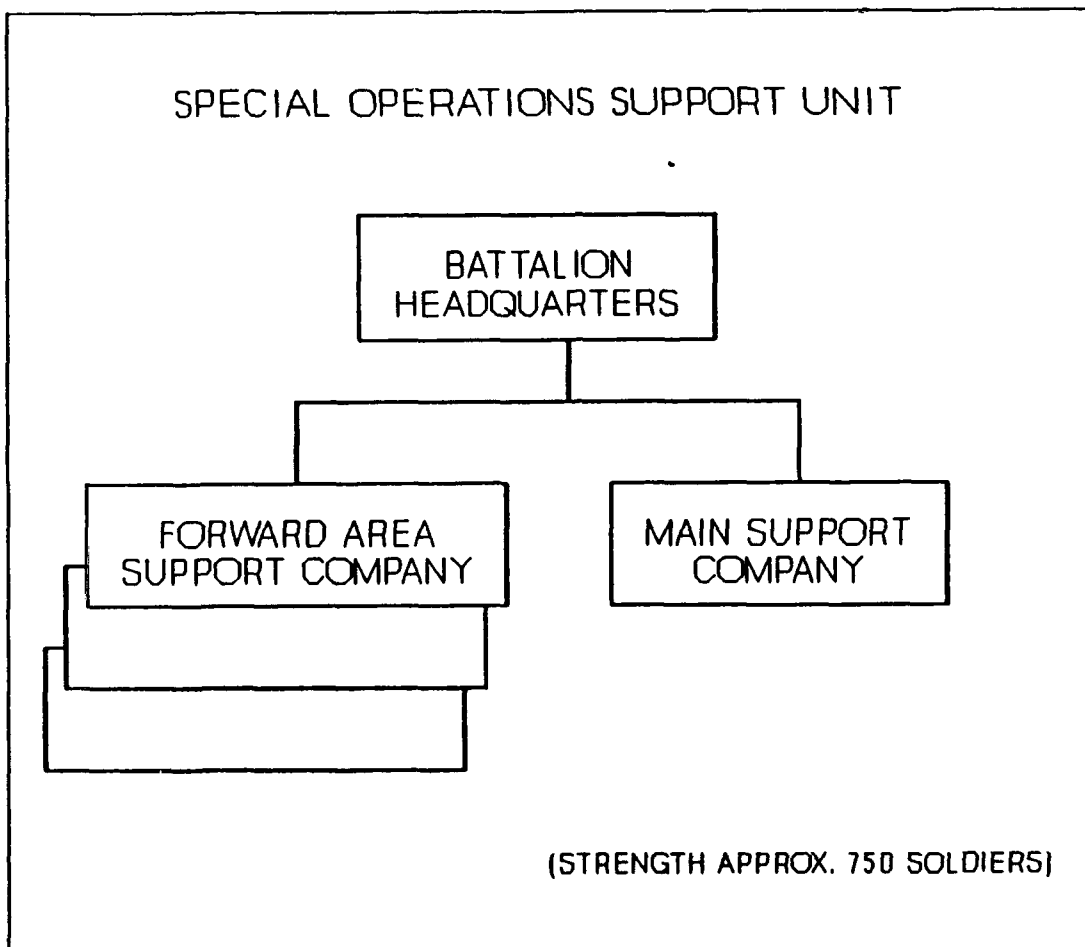 SPECIAL OPERATIONS SUPPORT UNIT
BATTALION
HEADQUARTERS
FORWARD AREA
SUPPORT COMPANY
MAIN SUPPORT
COMPANY
(STRENGTH APPROX. 750 SOLDIERS)